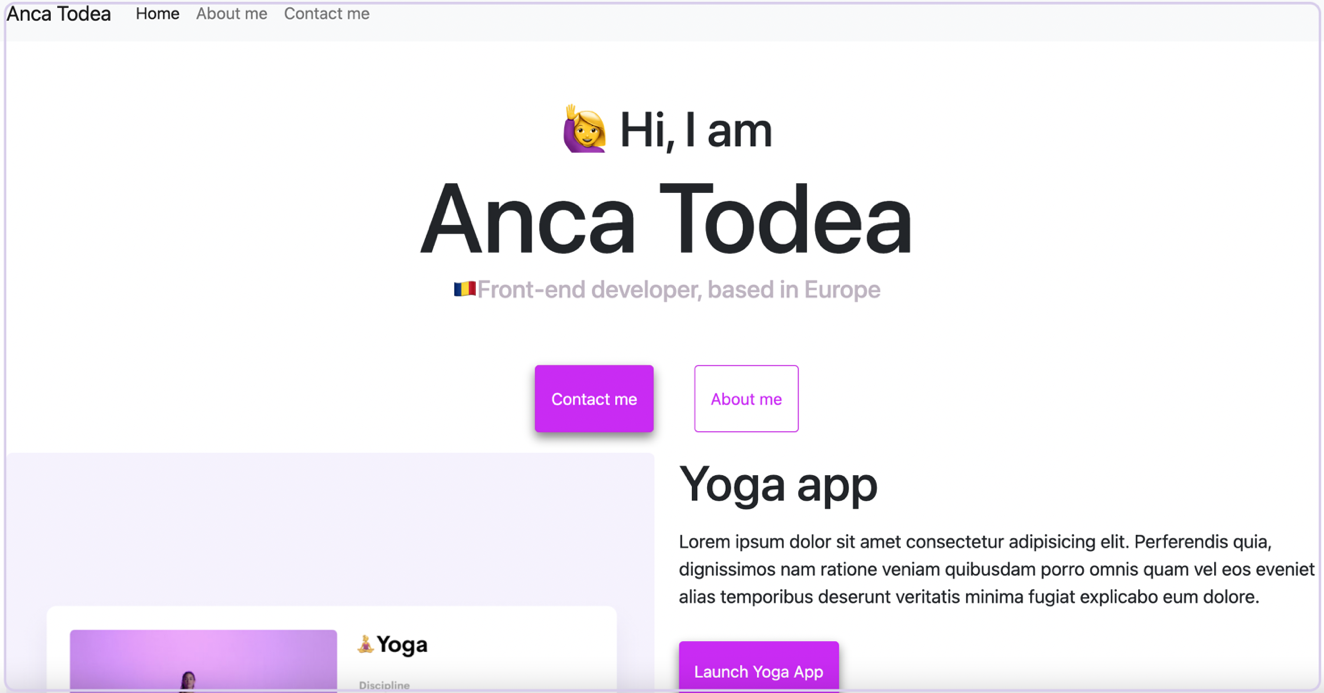 Anca Todea Home About me Contact me
🙋‍♀️ Hi, I am
Anca Todea
🇷🇴Front-end developer, based in Europe
Contact me
About me
Yoga app
Lorem ipsum dolor sit amet consectetur adipisicing elit. Perferendis quia,
dignissimos nam ratione veniam quibusdam porro omnis quam vel eos eveniet
alias temporibus deserunt veritatis minima fugiat explicabo eum dolore.
Launch Yoga App
🧘‍♀️Yoga
Discipline